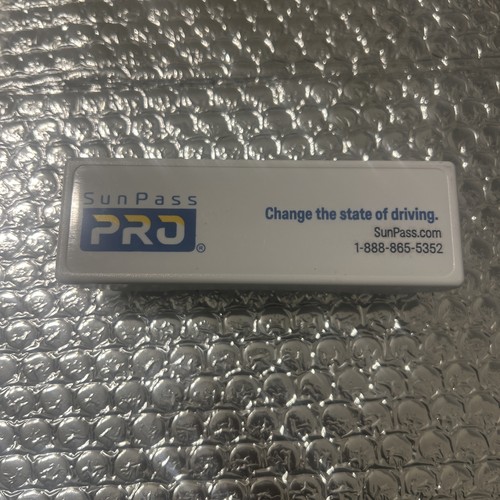 SunPass
PRO®
Change the state of driving.
SunPass.com
1-888-865-5352